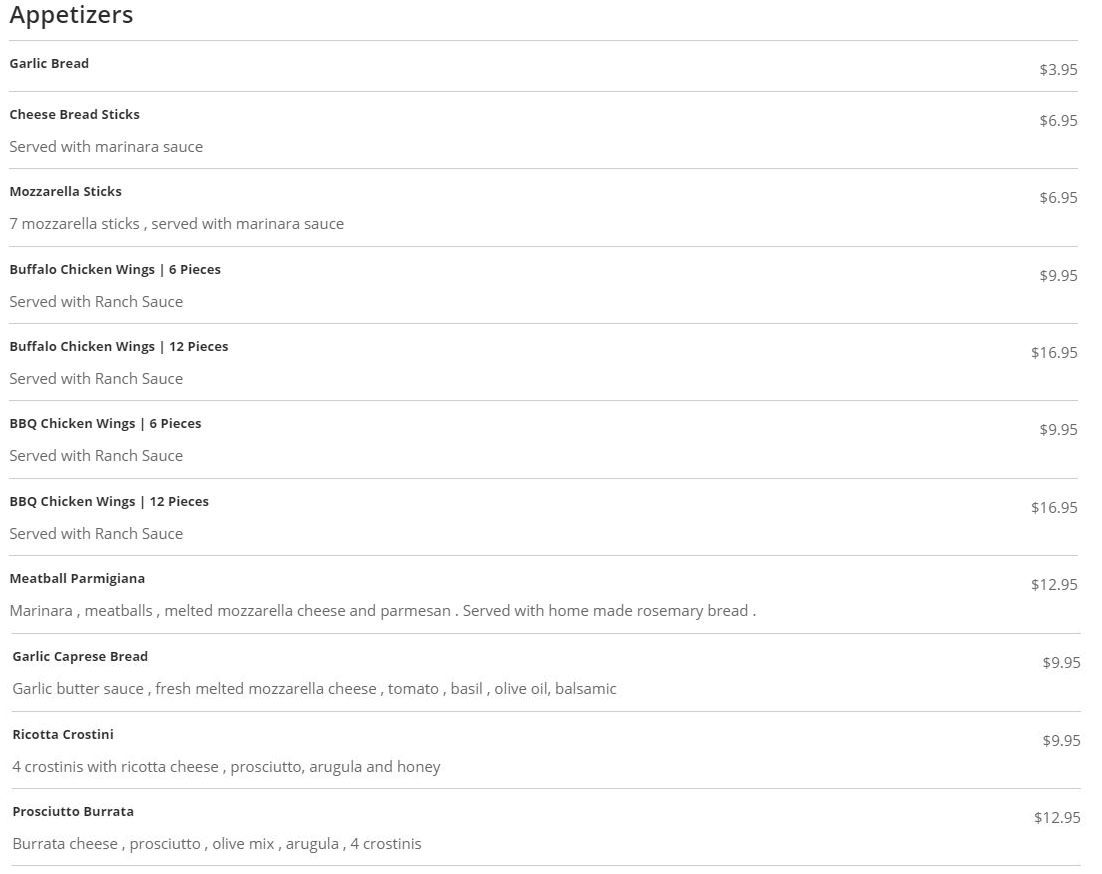 Appetizers
Garlic Bread
$3.95
Cheese Bread Sticks
$6.95
Served with marinara sauce
Mozzarella Sticks
$6.95
7 mozzarella sticks , served with marinara sauce
Buffalo Chicken Wings | 6 Pieces
$9.95
Served with Ranch Sauce
Buffalo Chicken Wings | 12 Pieces
$16.95
Served with Ranch Sauce
BBQ Chicken Wings | 6 Pieces
$9.95
Served with Ranch Sauce
BBQ Chicken Wings | 12 Pieces
$16.95
Served with Ranch Sauce
Meatball Parmigiana
$12.95
Marinara , meatballs , melted mozzarella cheese and parmesan . Served with home made rosemary bread .
Garlic Caprese Bread
$9.95
Garlic butter sauce , fresh melted mozzarella cheese , tomato , basil , olive oil, balsamic
Ricotta Crostini
$9.95
4 crostinis with ricotta cheese , prosciutto, arugula and honey
Prosciutto Burrata
$12.95
Burrata cheese , prosciutto , olive mix , arugula , 4 crostinis